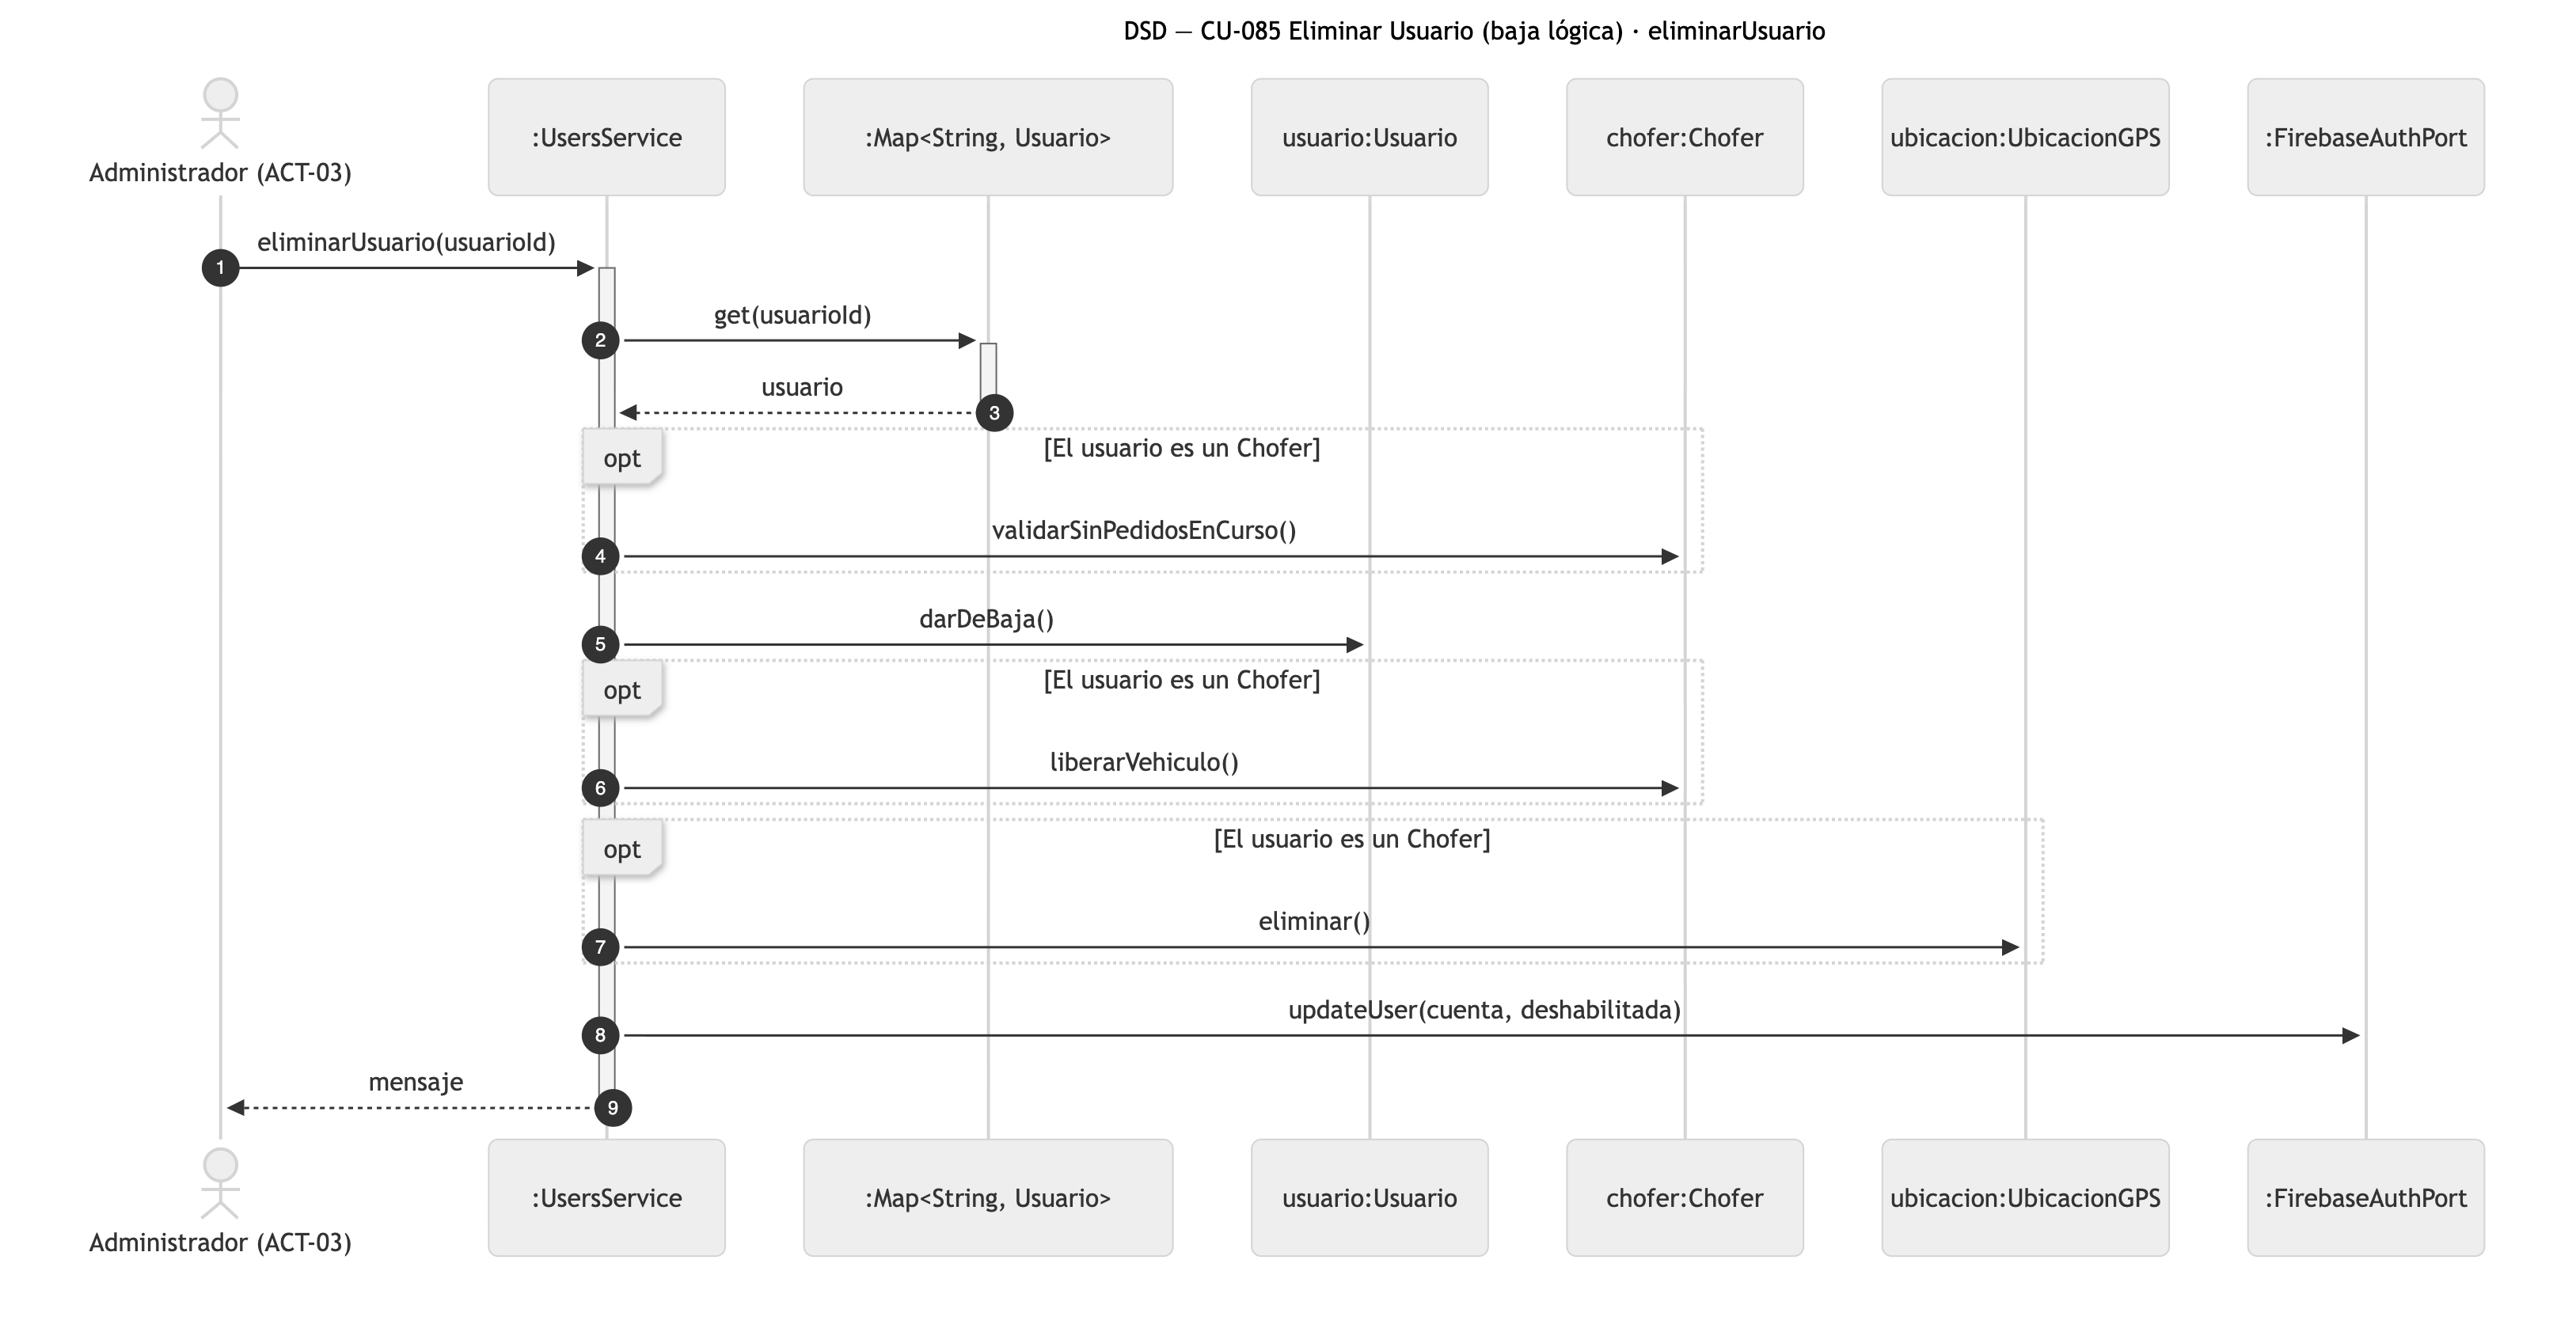 DSD — CU-085 Eliminar Usuario (baja lógica) · eliminarUsuario
Administrador (ACT-03)
:UsersService
:Map<String, Usuario>
usuario:Usuario
chofer:Chofer
ubicacion:UbicacionGPS
:FirebaseAuthPort
eliminarUsuario(usuarioId)
1
get(usuarioId)
2
usuario
3
opt
[El usuario es un Chofer]
validarSinPedidosEnCurso()
4
darDeBaja()
5
opt
[El usuario es un Chofer]
liberarVehiculo()
6
opt
[El usuario es un Chofer]
eliminar()
7
updateUser(cuenta, deshabilitada)
8
mensaje
9
Administrador (ACT-03)
:UsersService
:Map<String, Usuario>
usuario:Usuario
chofer:Chofer
ubicacion:UbicacionGPS
:FirebaseAuthPort